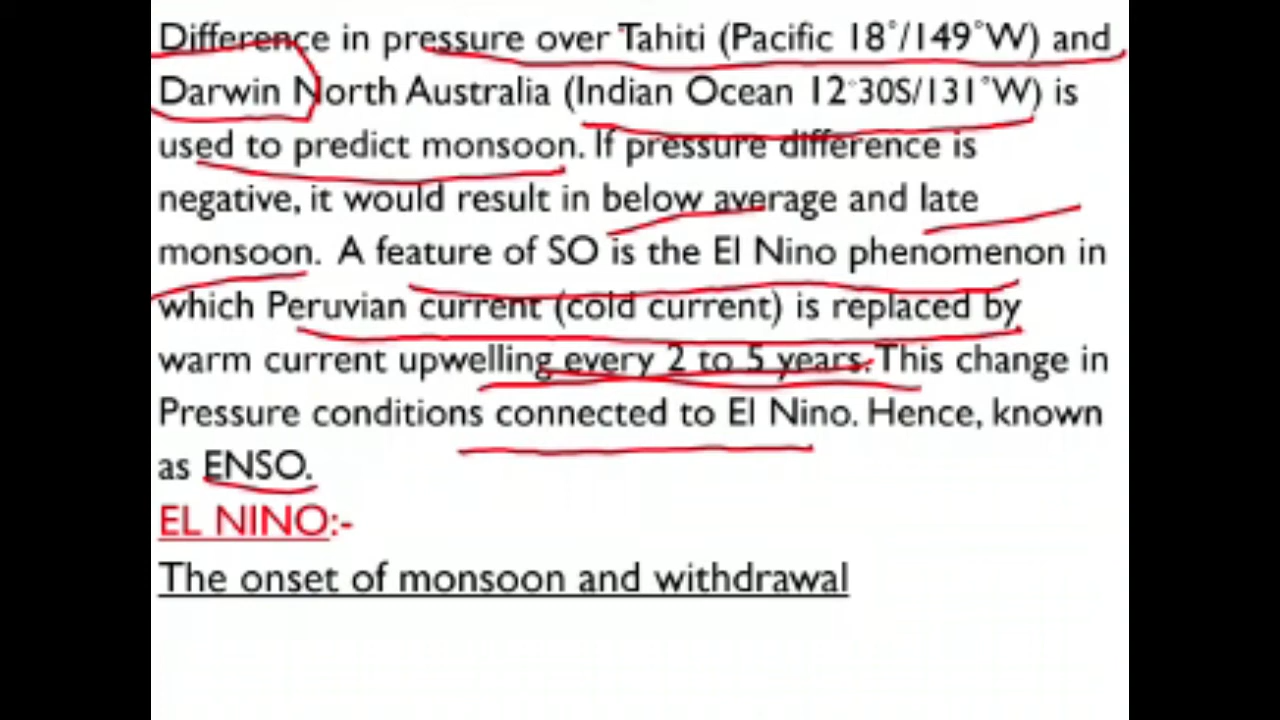 Difference in pressure over Tahiti (Pacific 18°/149°W) and
Darwin North Australia (Indian Ocean 12°30S/131°W) is
used to predict monsoon. If pressure difference is
negative, it would result in below average and late
monsoon. A feature of SO is the El Nino phenomenon in
which Peruvian current (cold current) is replaced by
warm current upwelling every 2 to 5 years. This change in
Pressure conditions connected to El Nino. Hence, known
as ENSO.
EL NINO:-
The onset of monsoon and withdrawal